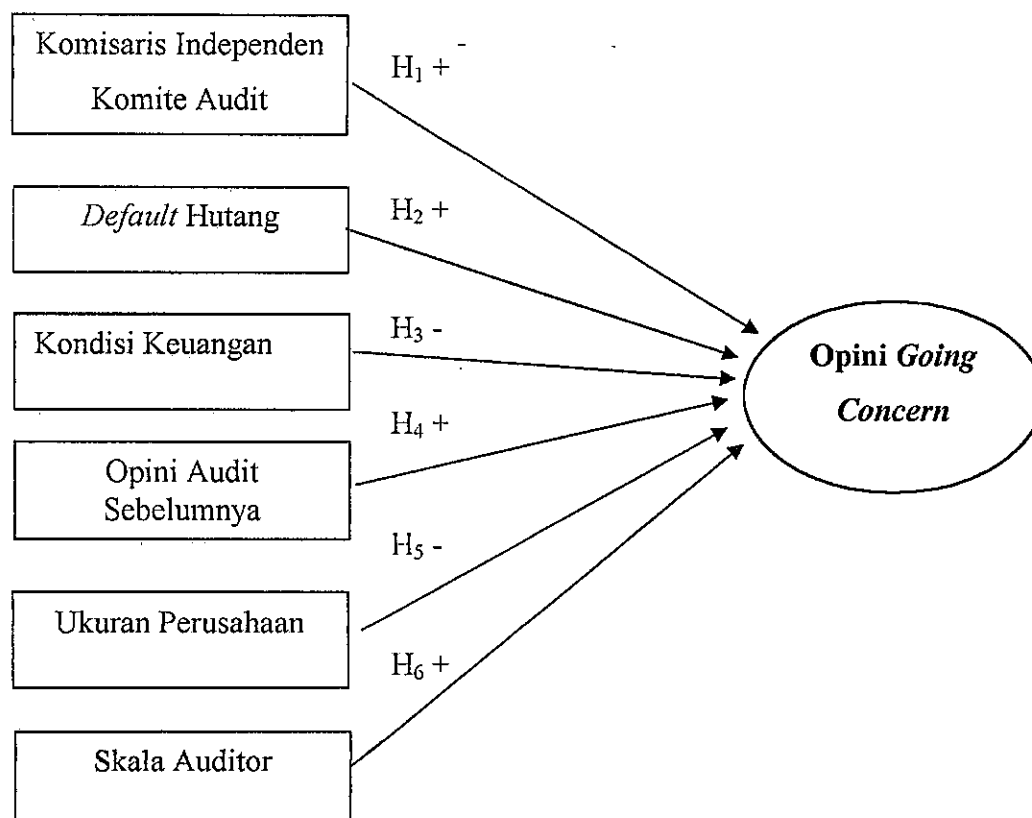 Komisaris Independen
Komite Audit
H₁ +
Default Hutang
H₂ +
Kondisi Keuangan
H₃ -
Opini Audit
Sebelumnya
H₄ +
Ukuran Perusahaan
H₅ -
Skala Auditor
H₆ +
Opini Going
Concern